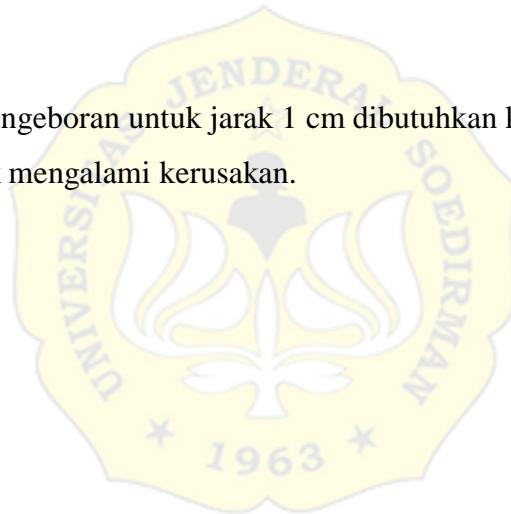 ngeboran untuk jarak 1 cm dibutuhkan k
mengalami kerusakan.
UNIVERSITAS JENDERAL SOEDIRMAN
1963